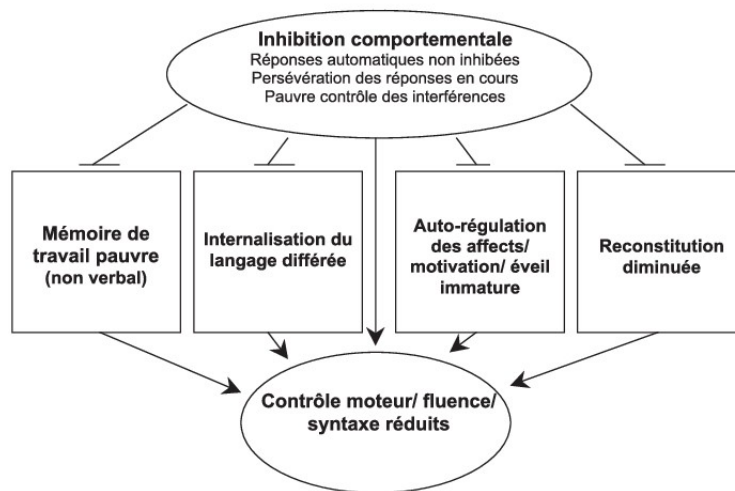 Inhibition comportementale
Réponses automatiques non inhibées
Persévération des réponses en cours
Pauvre contrôle des interférences
Mémoire de
travail pauvre
(non verbal)
Internalisation du
langage différée
Auto-régulation
des affects/
motivation/ éveil
immature
Reconstitution
diminuée
Contrôle moteur/ fluence/
syntaxe réduits